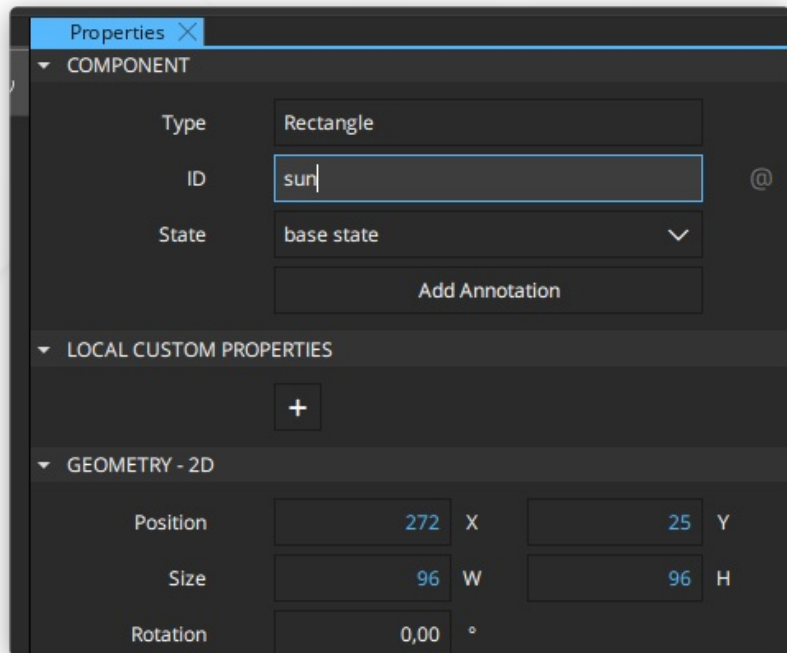 Properties
COMPONENT
Type Rectangle
ID sun @
State base state
Add Annotation
LOCAL CUSTOM PROPERTIES
+
GEOMETRY - 2D
Position 272 X 25 Y
Size 96 W 96 H
Rotation 0,00 °